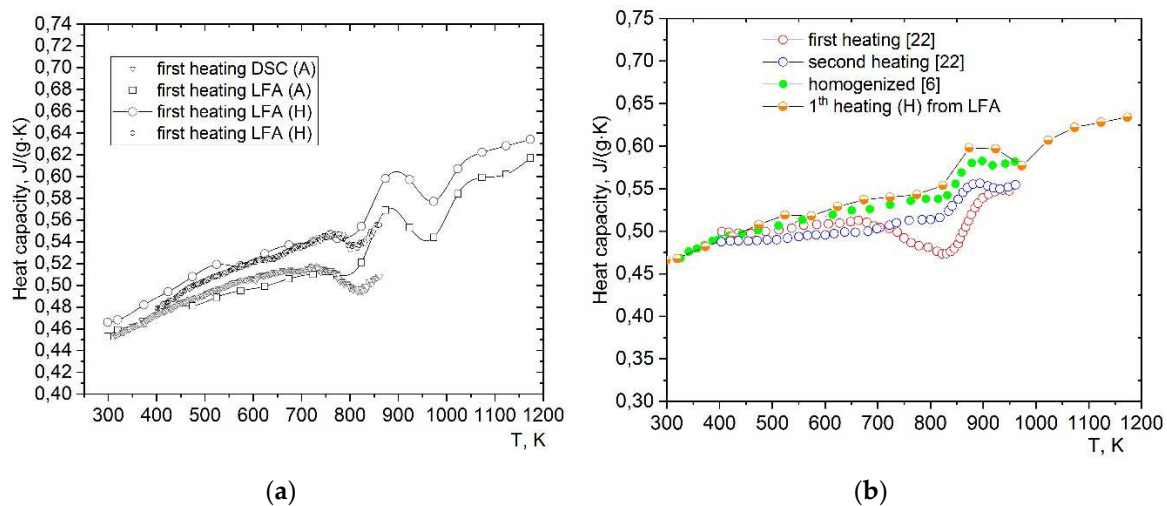 0,74
0,72
0,70
0,68
0,66
0,64
0,62
0,60
0,58
0,56
0,54
0,52
0,50
0,48
0,46
0,44
0,42
0,40
Heat capacity, J/(g·K)
first heating DSC (A)
first heating LFA (A)
first heating LFA (H)
first heating LFA (H)
300 400 500 600 700 800 900 1000 1100 1200
T, K
(a)
0,75
0,70
0,65
0,60
0,55
0,50
0,45
0,40
0,35
0,30
Heat capacity, J/(g·K)
first heating [22]
second heating [22]
homogenized [6]
1th heating (H) from LFA
300 400 500 600 700 800 900 1000 1100 1200
T, K
(b)